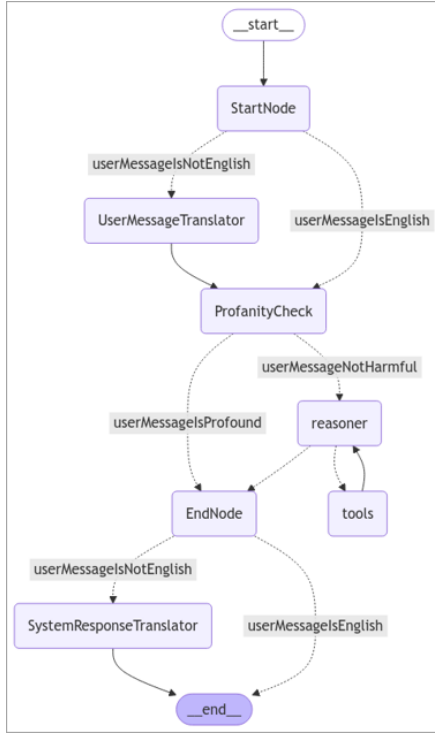 __start__
StartNode
userMessageIsNotEnglish
UserMessageTranslator
userMessageIsEnglish
ProfanityCheck
userMessageNotHarmful
userMessageIsProfound
reasoner
EndNode
tools
userMessageIsNotEnglish
SystemResponseTranslator
userMessageIsEnglish
__end__